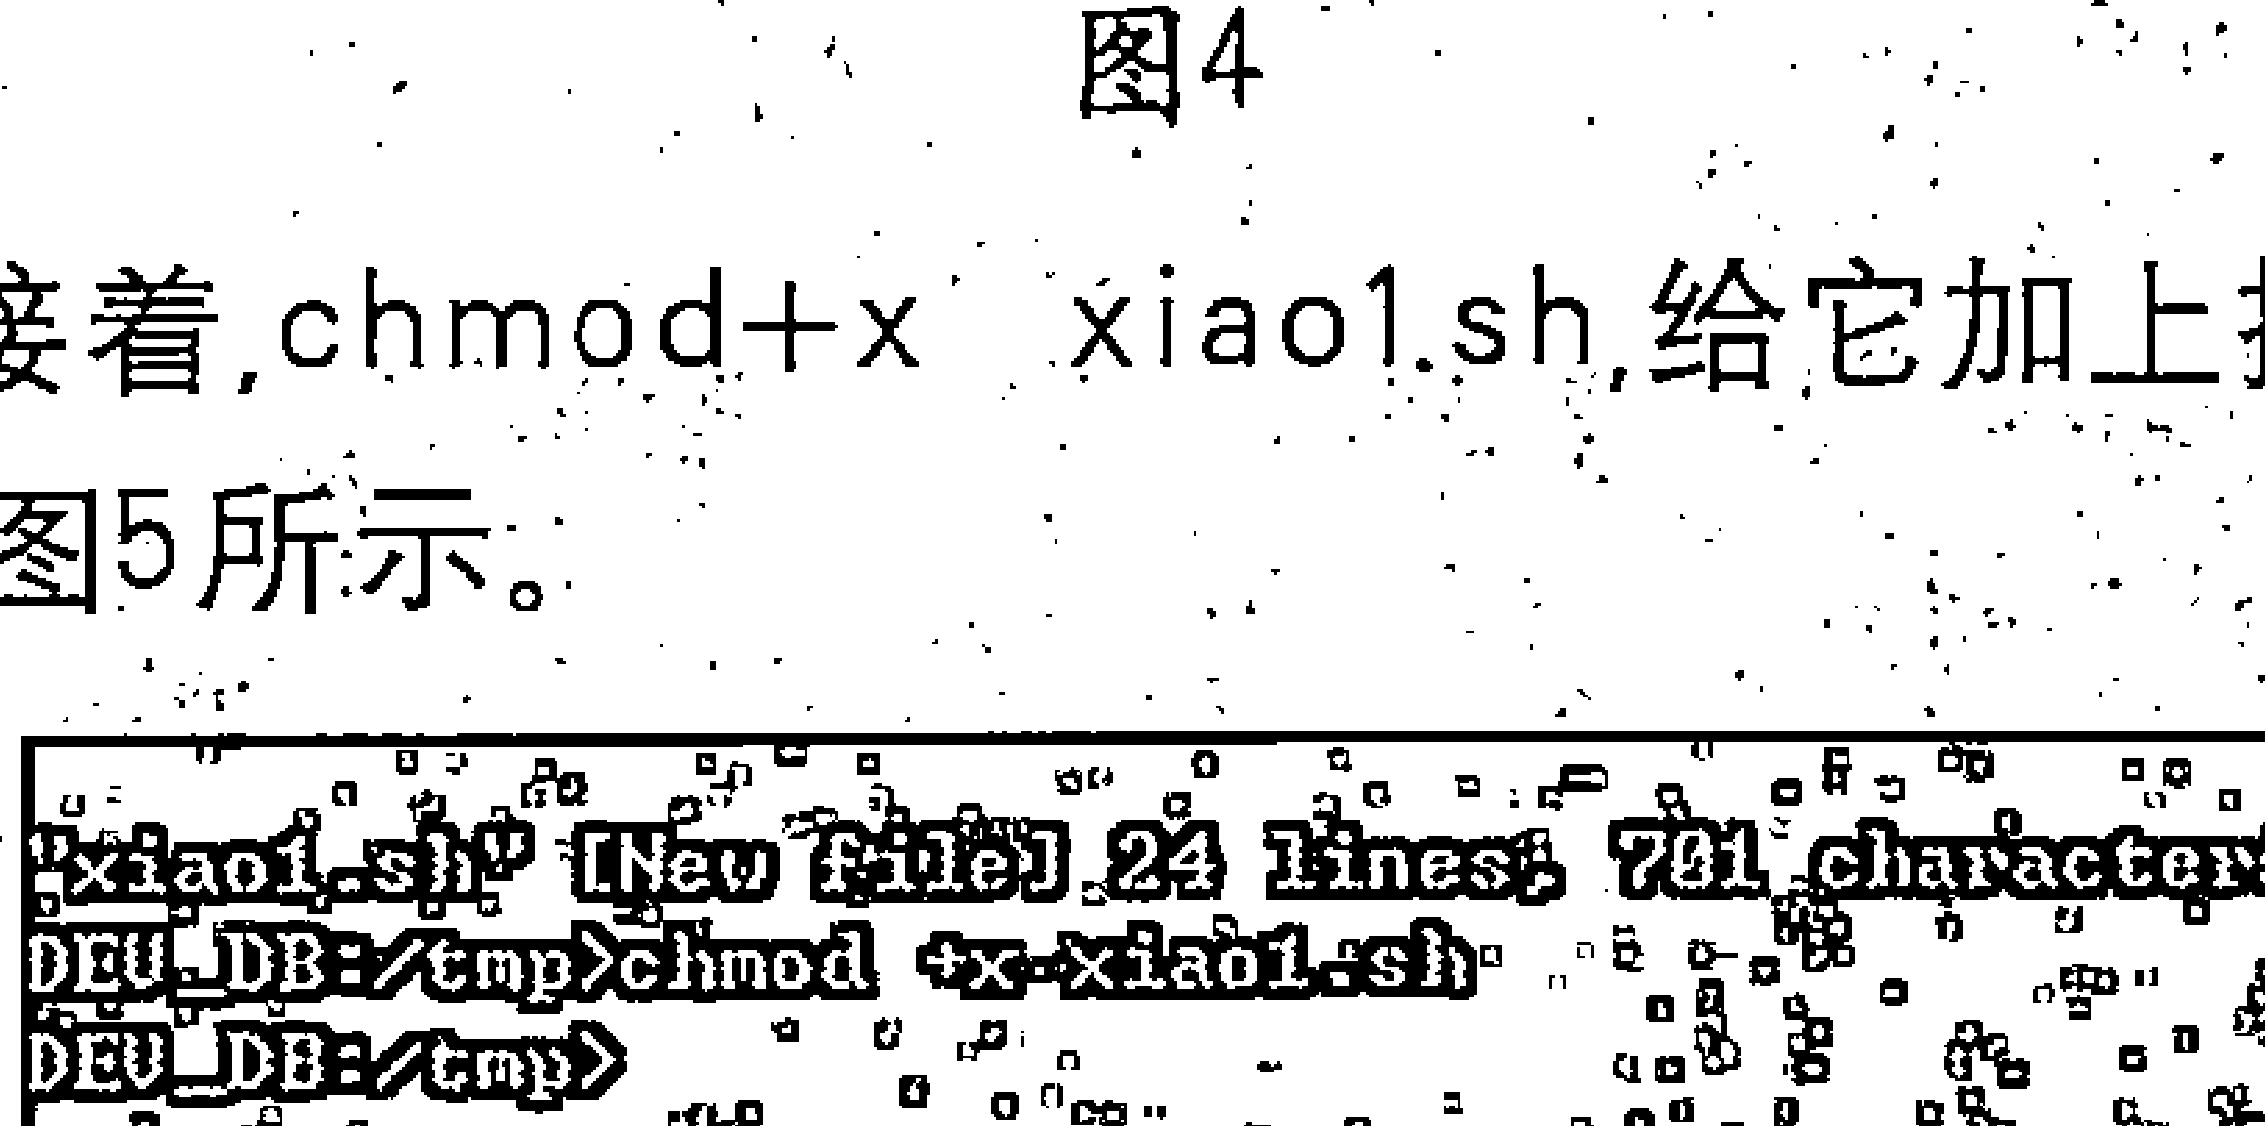 图4
接着,chmod+x xiao1.sh,给它加上
图5所示。
"xiao1.sh" [New file] 24 lines, 701 character
DEV_DB:/tmp>chmod +x xiao1.sh
DEV_DB:/tmp>